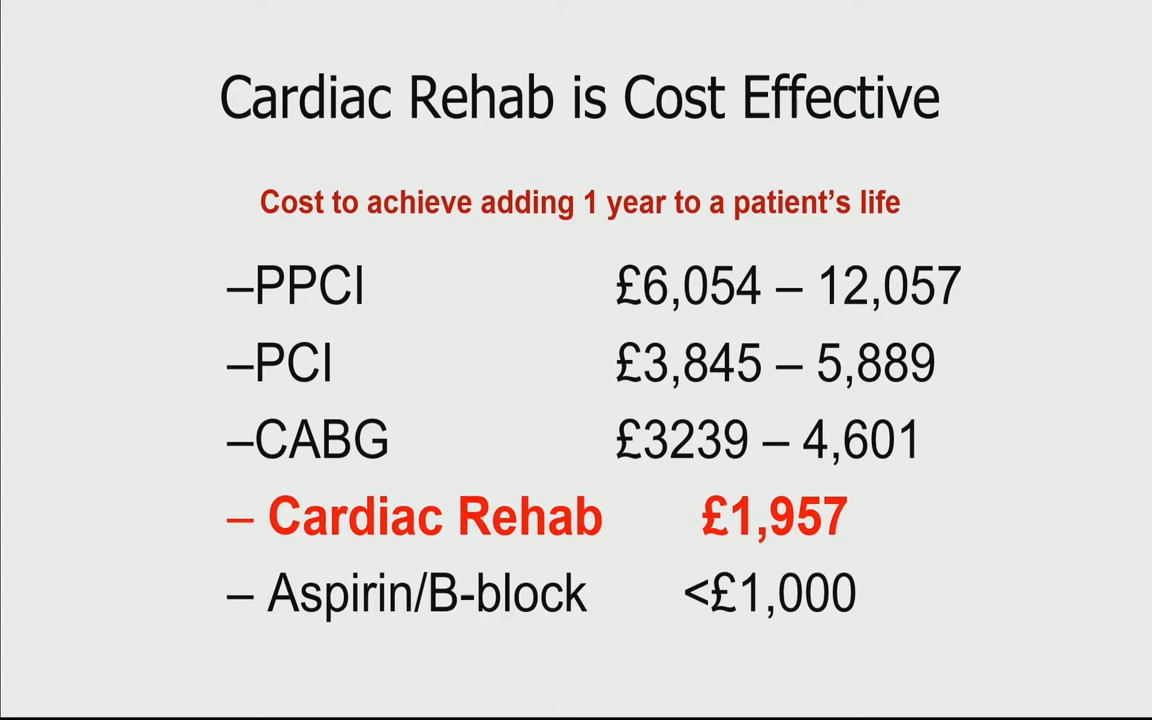 Cardiac Rehab is Cost Effective
Cost to achieve adding 1 year to a patient’s life
–PPCI £6,054 – 12,057
–PCI £3,845 – 5,889
–CABG £3239 – 4,601
– Cardiac Rehab £1,957
– Aspirin/B-block <£1,000